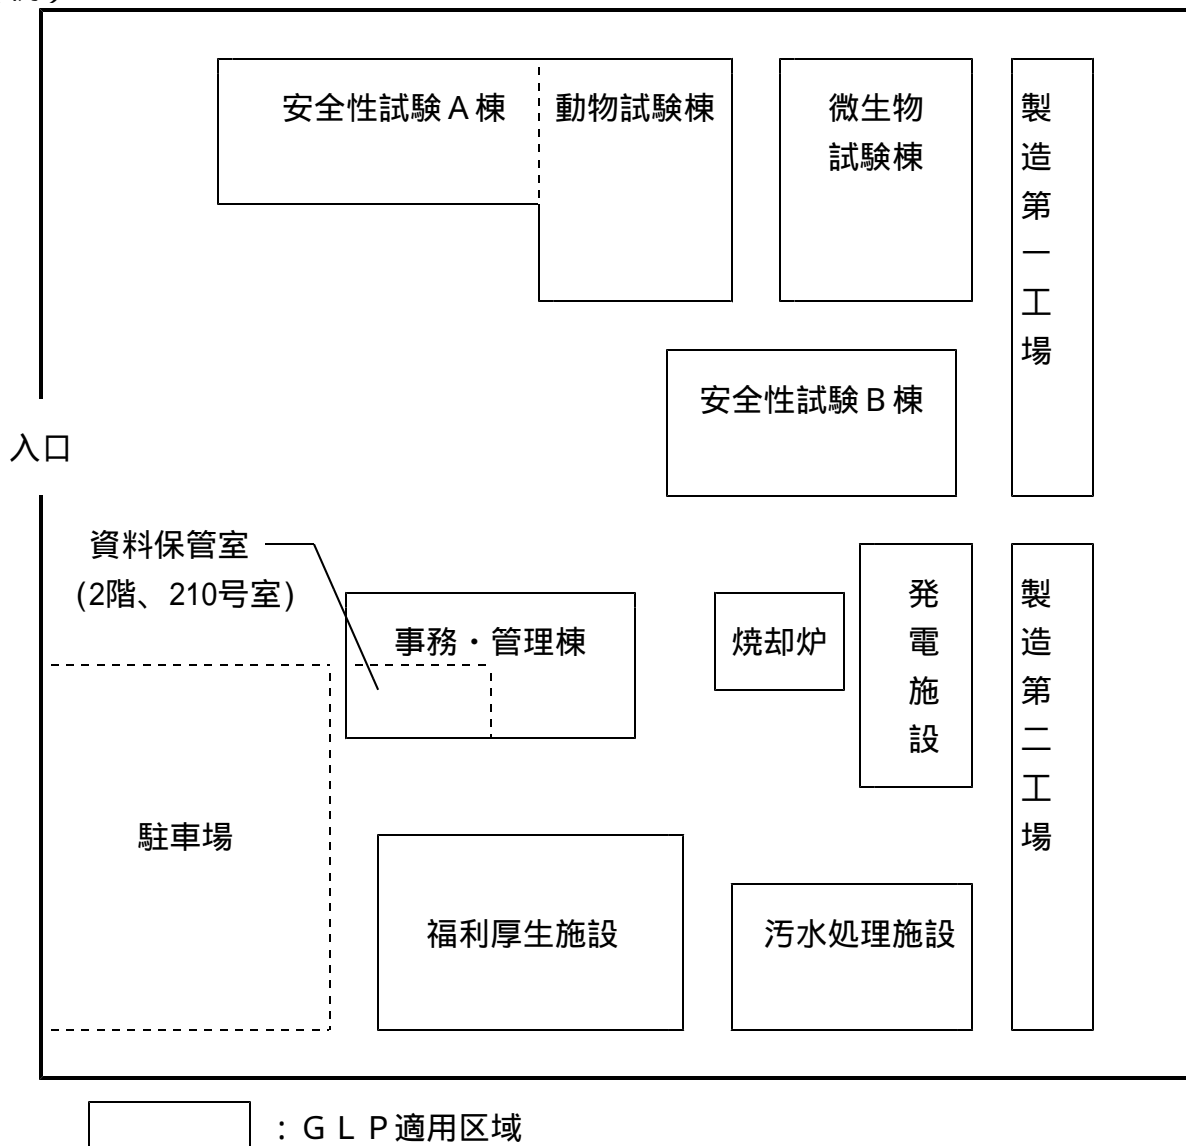 安全性試験A棟
動物試験棟
微生物
試験棟
製造第一工場
安全性試験B棟
入口
資料保管室
(2階、210号室)
事務・管理棟
焼却炉
発電施設
製造第二工場
駐車場
福利厚生施設
汚水処理施設
:GLP適用区域